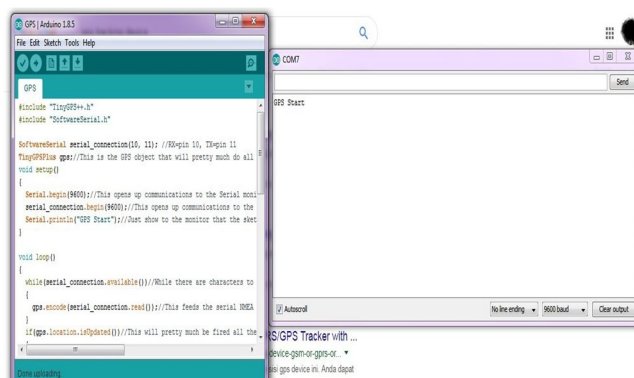 GPS | Arduino 1.8.5
File Edit Sketch Tools Help
GPS
#include "TinyGPS++.h"
#include "SoftwareSerial.h"
SoftwareSerial serial_connection(10, 11); //RX=pin 10, TX=pin 11
TinyGPSPlus gps;//This is the GPS object that will pretty much do all
void setup()
{
Serial.begin(9600);//This opens up communications to the Serial moni
serial_connection.begin(9600);//This opens up communications to the
Serial.println("GPS Start");//Just show to the monitor that the sket
}
void loop()
{
while(serial_connection.available())//While there are characters to
{
gps.encode(serial_connection.read());//This feeds the serial NMEA
}
if(gps.location.isUpdated())//This will pretty much be fired all the
Done uploading.
COM7
Send
GPS Start
Autoscroll
No line ending
9600 baud
Clear output
RS/GPS Tracker with ...
device-gsm-or-gprs-or...
gps device ini. Anda dapat